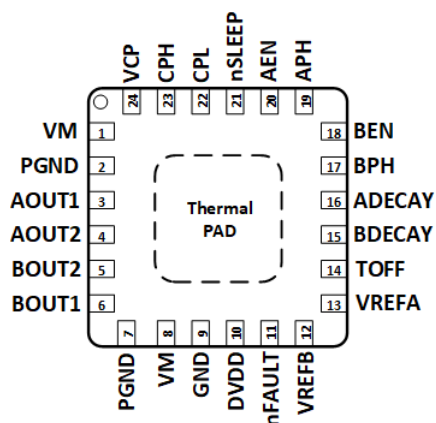 VCP CPH CPL nSLEEP AEN APH
24 23 22 21 20 19
VM 1 18 BEN
PGND 2 17 BPH
AOUT1 3 16 ADECAY
AOUT2 4 15 BDECAY
BOUT2 5 14 TOFF
BOUT1 6 13 VREFA
Thermal
PAD
7 8 9 10 11 12
PGND VM GND DVDD nFAULT VREFB